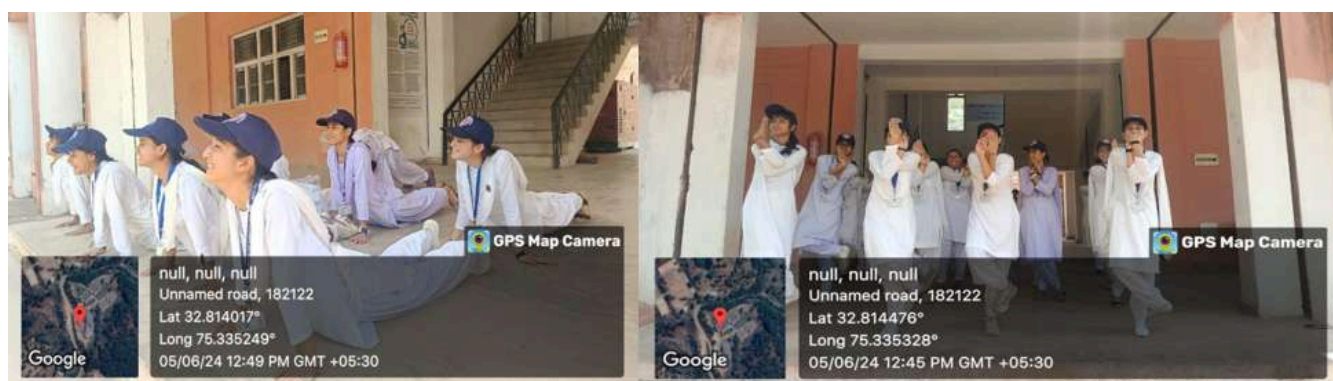 GPS Map Camera
null, null, null
Unnamed road, 182122
Lat 32.814017°
Long 75.335249°
05/06/24 12:49 PM GMT +05:30
Google
GPS Map Camera
null, null, null
Unnamed road, 182122
Lat 32.814476°
Long 75.335328°
05/06/24 12:45 PM GMT +05:30
Google